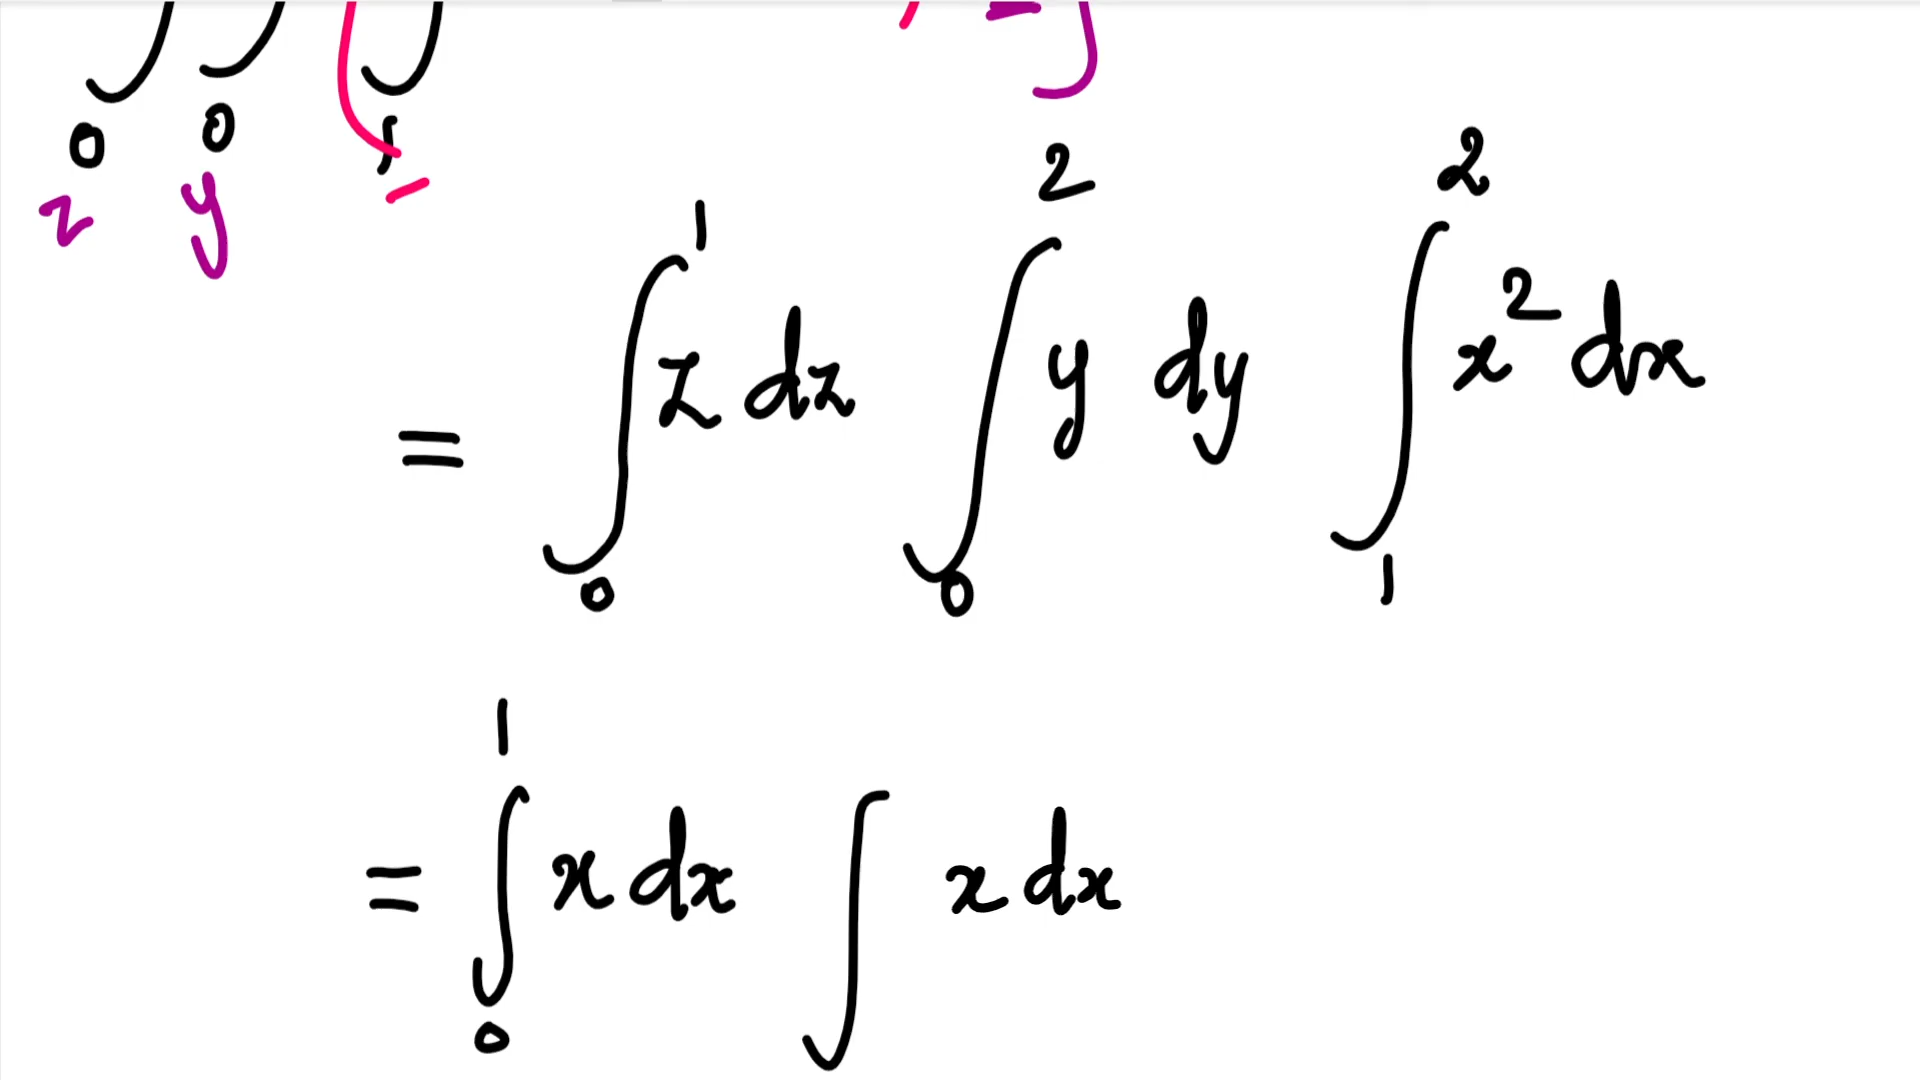 0 0 1
z y
= ∫₀¹ z dz ∫₀² y dy ∫₁² x² dx
= ∫₀¹ x dx ∫ x dx